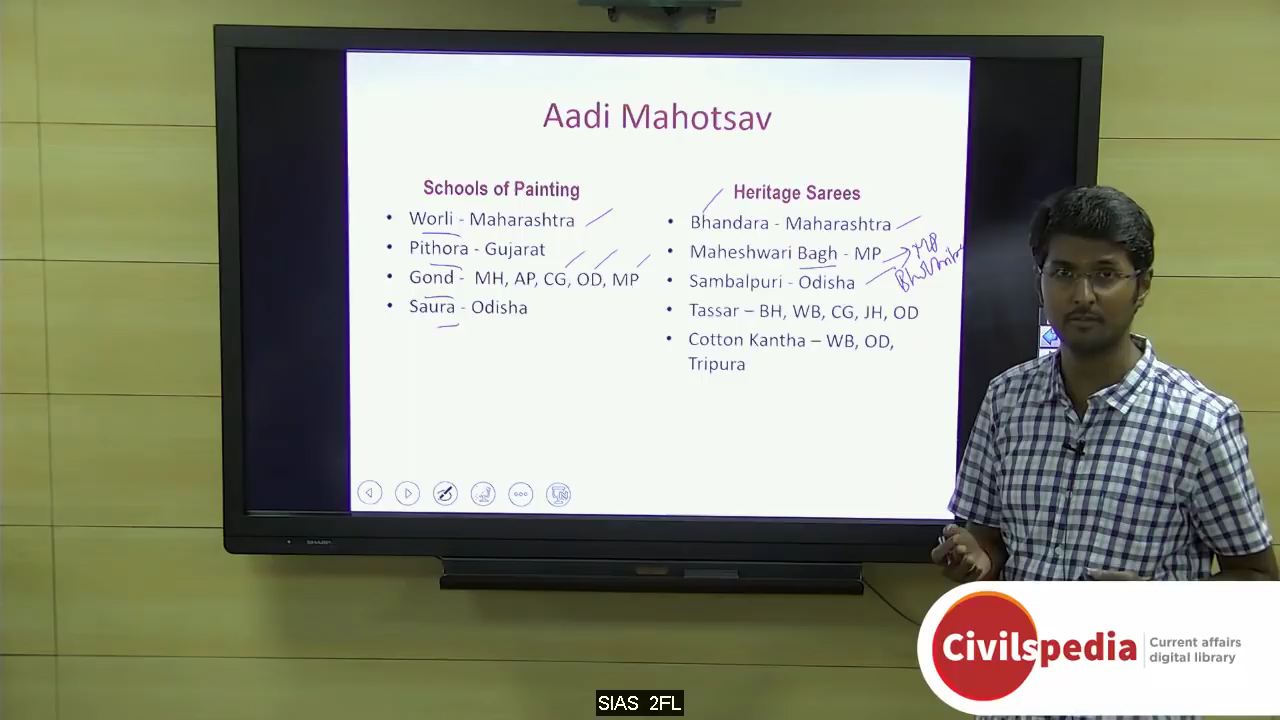 Aadi Mahotsav
Schools of Painting
• Worli - Maharashtra
• Pithora - Gujarat
• Gond - MH, AP, CG, OD, MP
• Saura - Odisha
Heritage Sarees
• Bhandara - Maharashtra
• Maheshwari Bagh - MP
• Sambalpuri - Odisha
• Tassar – BH, WB, CG, JH, OD
• Cotton Kantha – WB, OD,
Tripura
SHARP
Civilspedia
Current affairs
digital library
SIAS 2FL